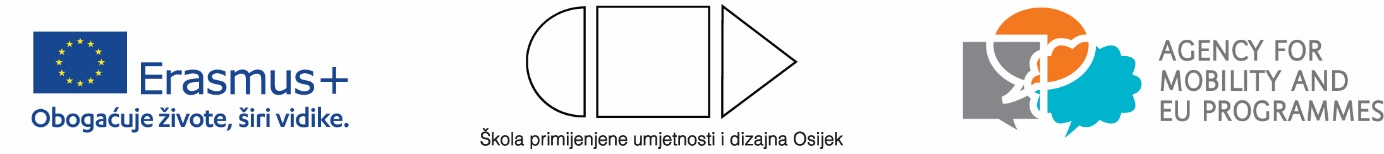 Erasmus+
Obogaćuje živote, širi vidike.
Škola primijenjene umjetnosti i dizajna Osijek
AGENCY FOR
MOBILITY AND
EU PROGRAMMES